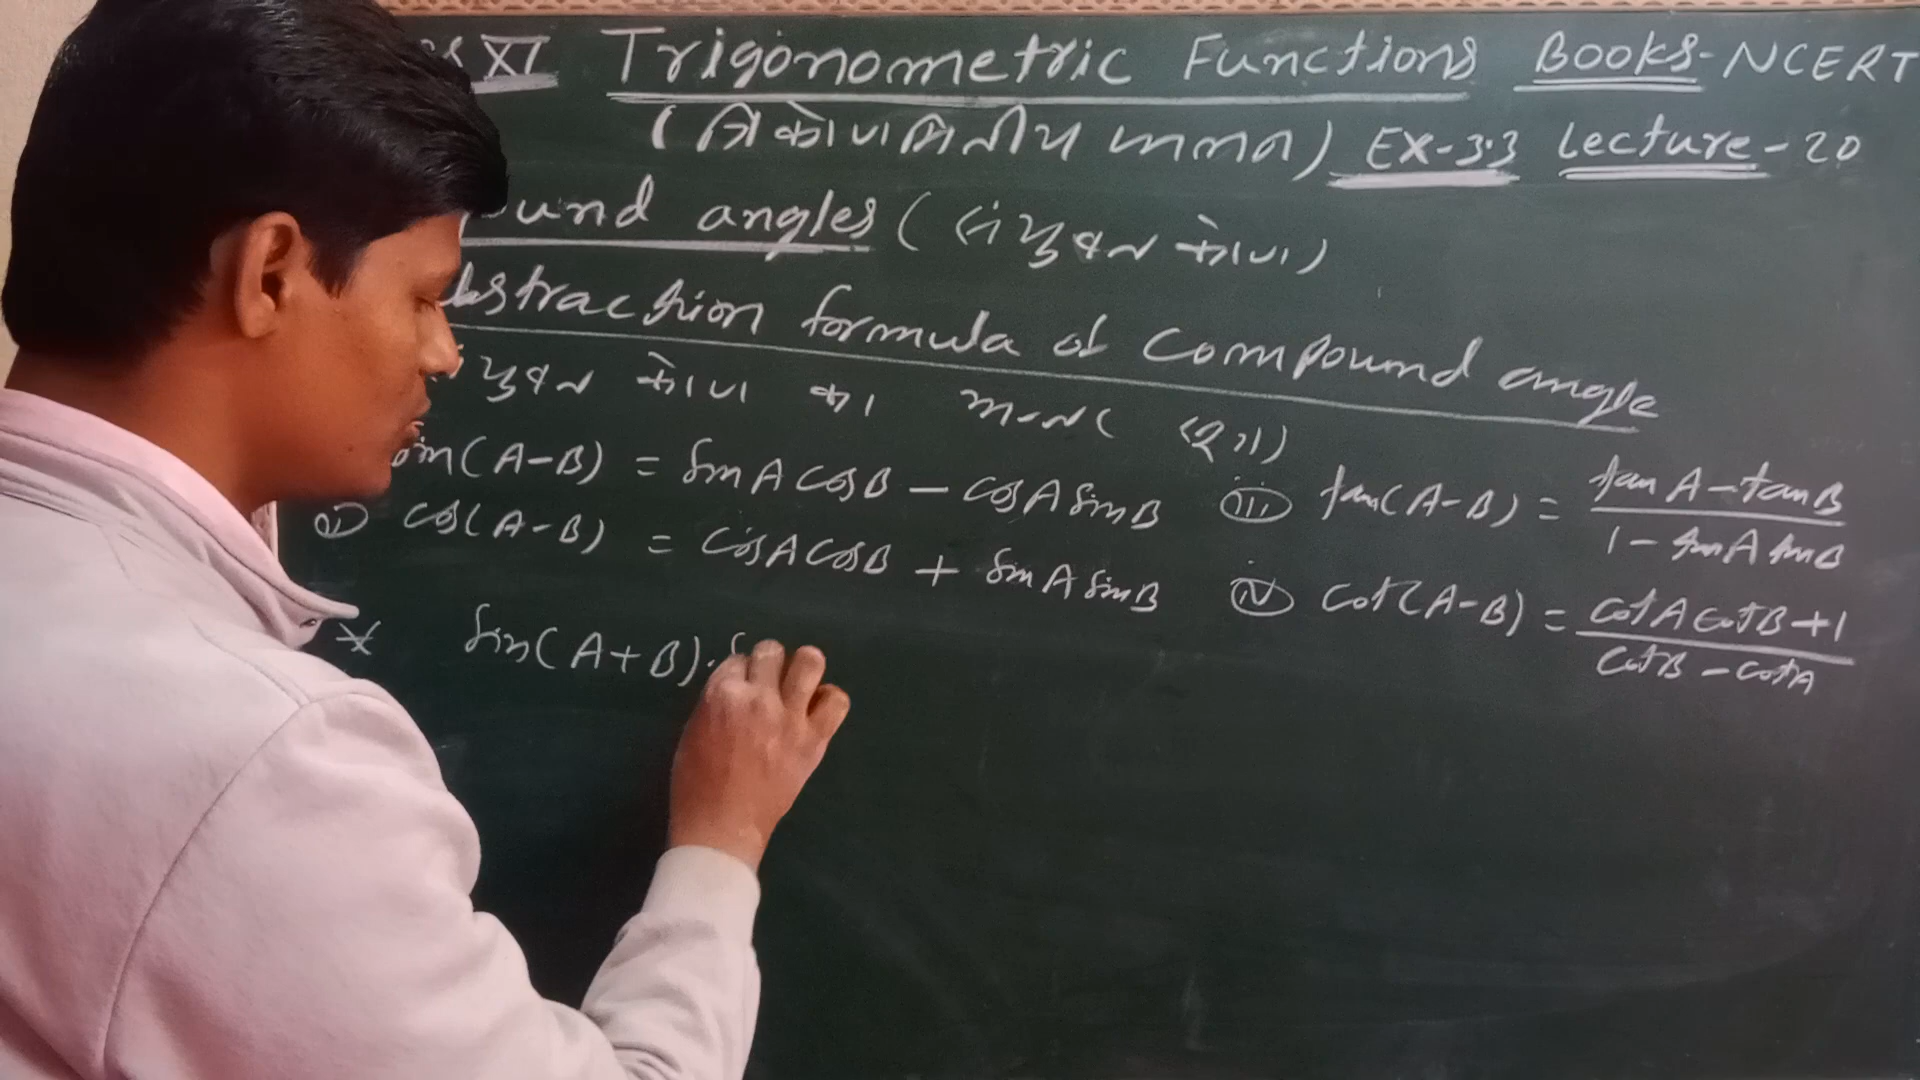 XI Trigonometric Functions Books-NCERT
(त्रिकोणमितीय फलन) EX-3.3 Lecture-20
und angles (संयुक्त कोण)
bstraction formula of compound angle
युक्त कोण का अन्तर सूत्र)
sin(A-B) = sinA cosB - cosA sinB (iii) tan(A-B) = tanA-tanB / 1-tanA tanB
(ii) cos(A-B) = cosA cosB + sinA sinB (iv) cot(A-B) = cotA cotB+1 / cotB-cotA
* sin(A+B).